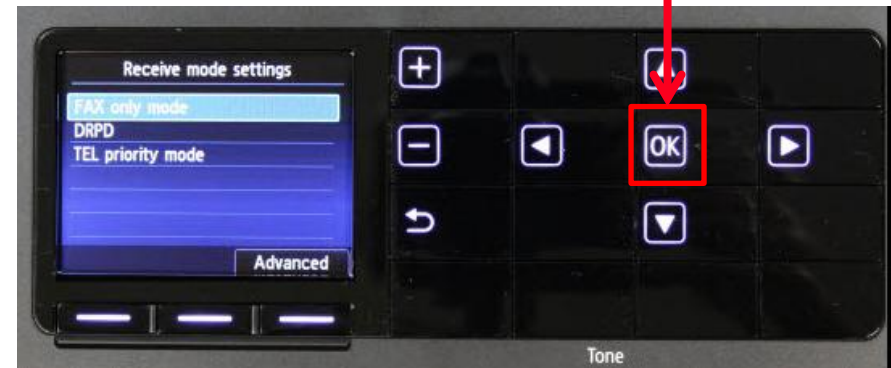 Receive mode settings
FAX only mode
DRPD
TEL priority mode
Advanced
OK
Tone